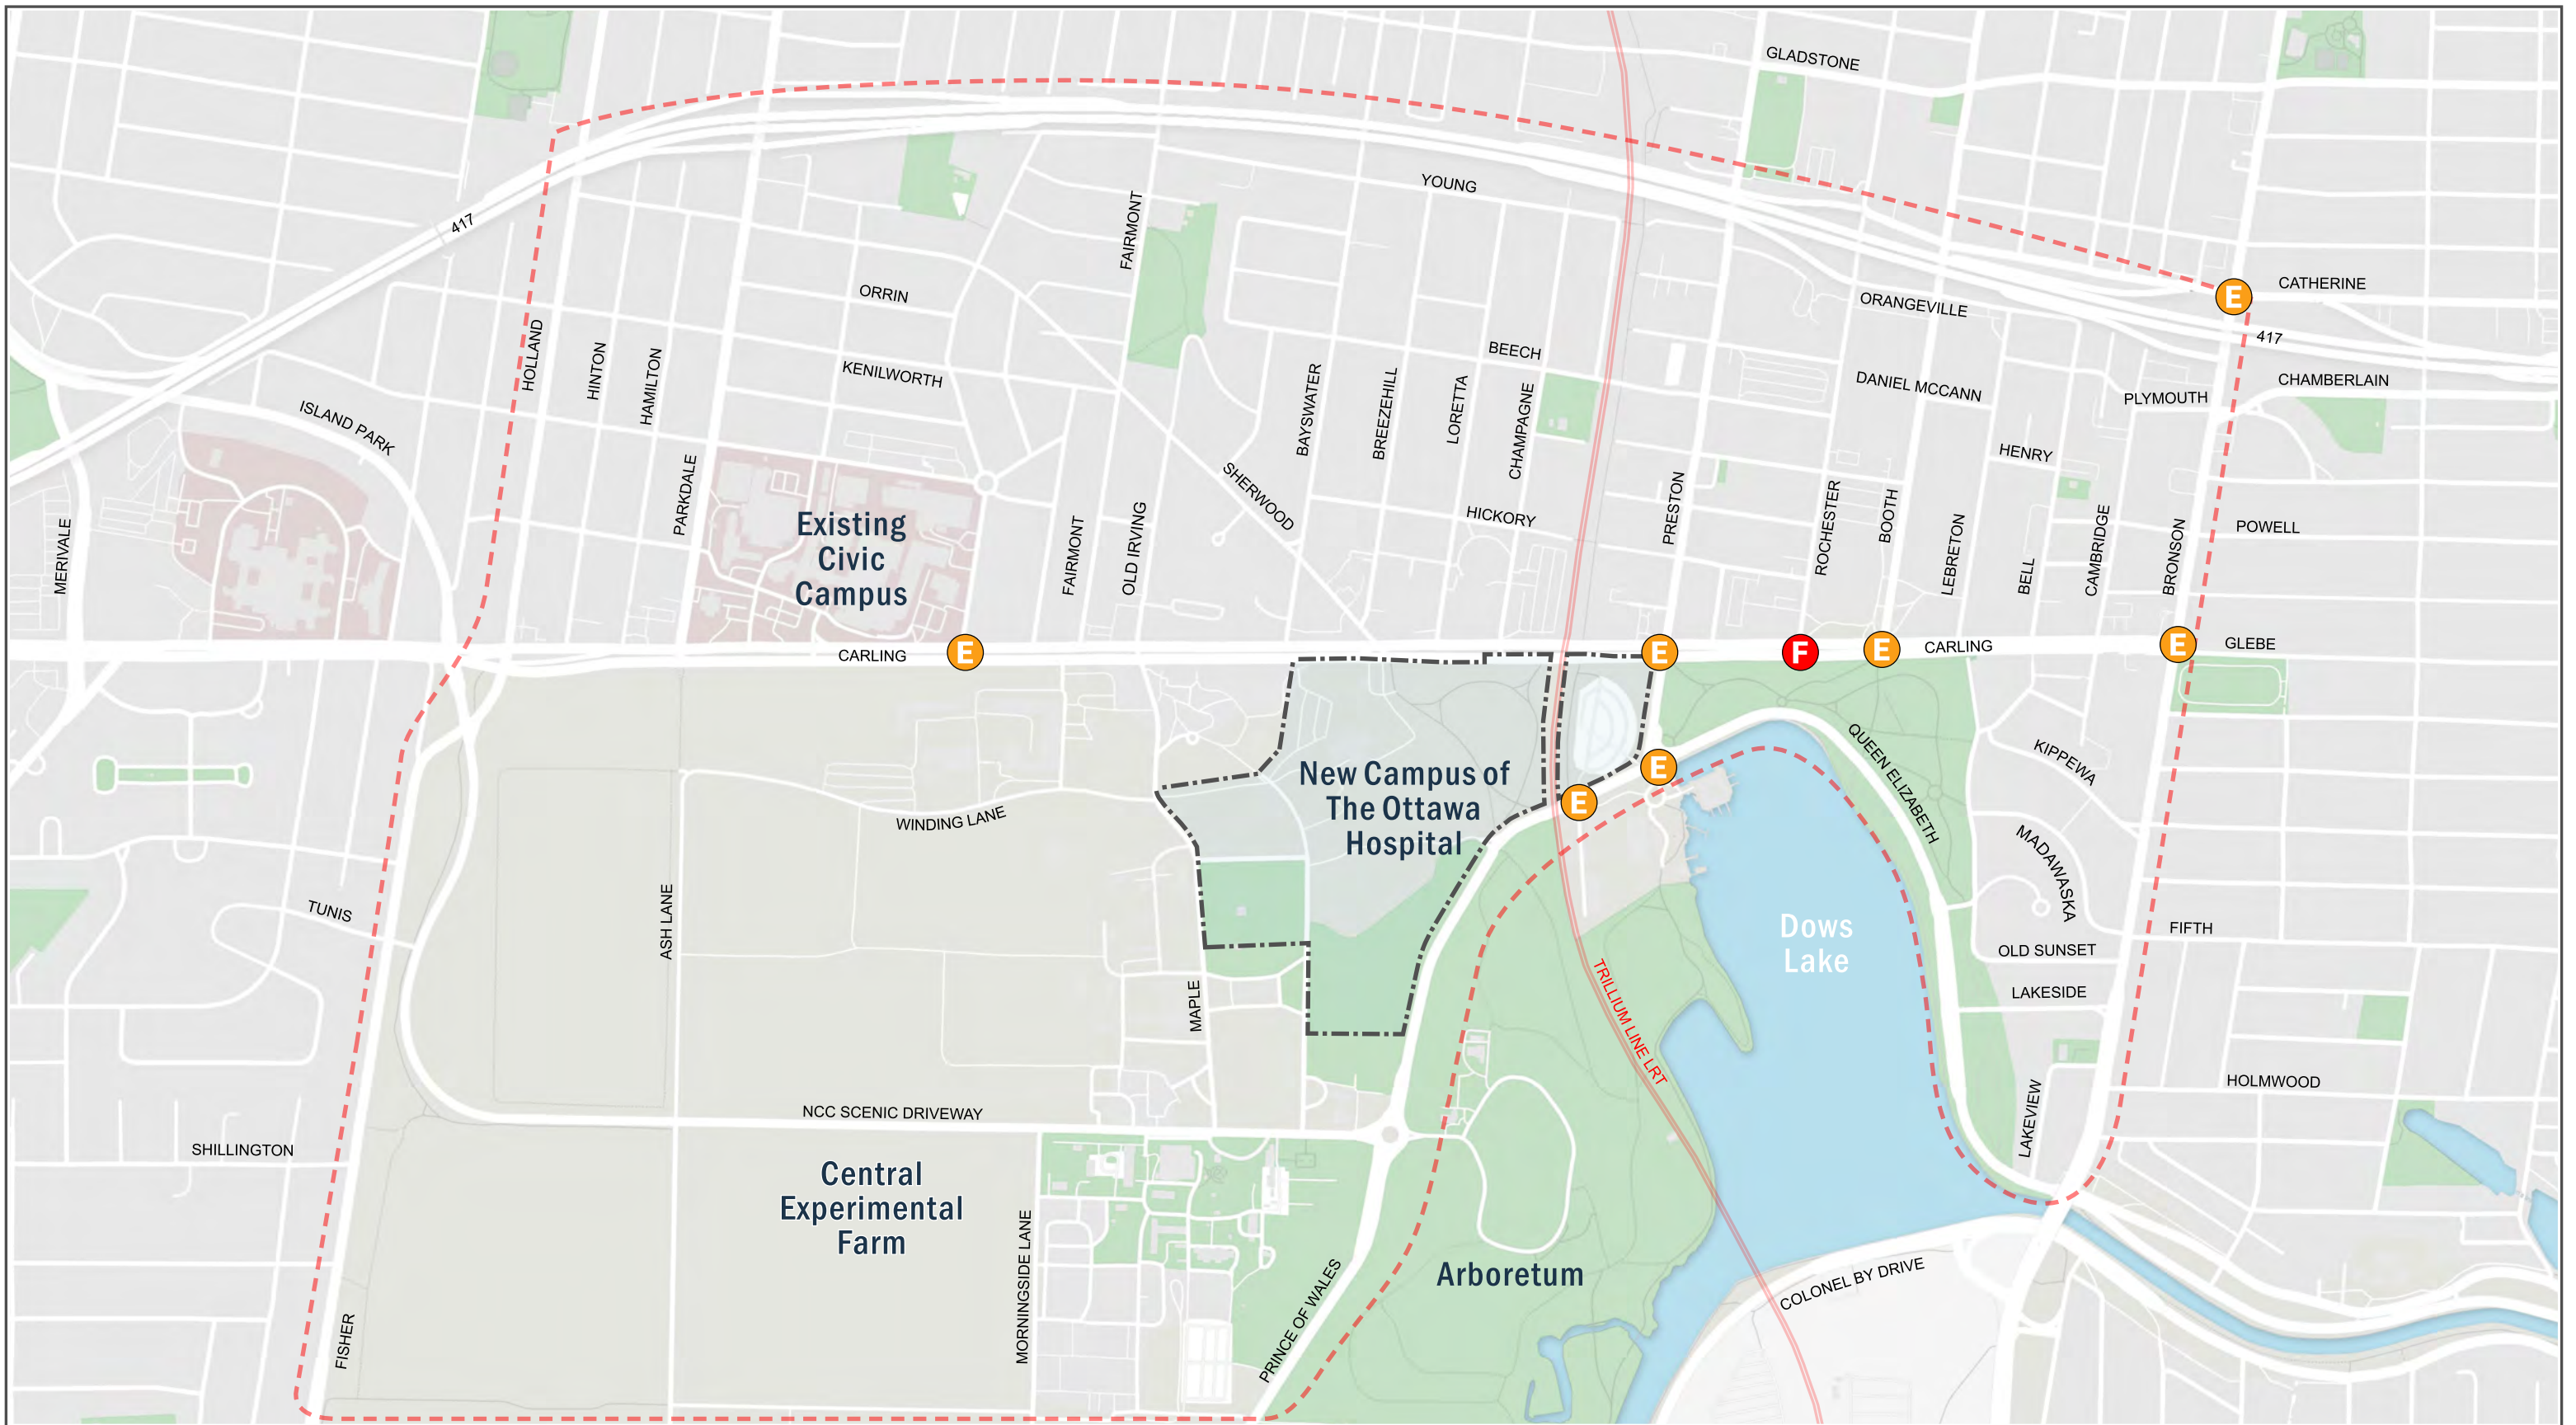 GLADSTONE
417
YOUNG
FAIRMONT
ORRIN
CATHERINE
ORANGEVILLE
E
417
HOLLAND
HINTON
HAMILTON
KENILWORTH
BEECH
DANIEL MCCANN
CHAMBERLAIN
PLYMOUTH
ISLAND PARK
BAYSWATER
BREEZEHILL
LORETTA
CHAMPAGNE
HENRY
PARKDALE
SHERWOOD
HICKORY
PRESTON
ROCHESTER
BOOTH
LEBRETON
BELL
CAMBRIDGE
BRONSON
POWELL
MERIVALE
Existing
Civic
Campus
FAIRMONT
OLD IRVING
CARLING
E
E
F
E
CARLING
E
GLEBE
New Campus of
The Ottawa
Hospital
E
E
QUEEN ELIZABETH
KIPPEWA
WINDING LANE
MADAWASKA
TUNIS
ASH LANE
MAPLE
Dows
Lake
FIFTH
OLD SUNSET
LAKESIDE
TRILLIUM LINE LRT
HOLMWOOD
LAKEVIEW
NCC SCENIC DRIVEWAY
SHILLINGTON
Central
Experimental
Farm
MORNINGSIDE LANE
PRINCE OF WALES
Arboretum
COLONEL BY DRIVE
FISHER